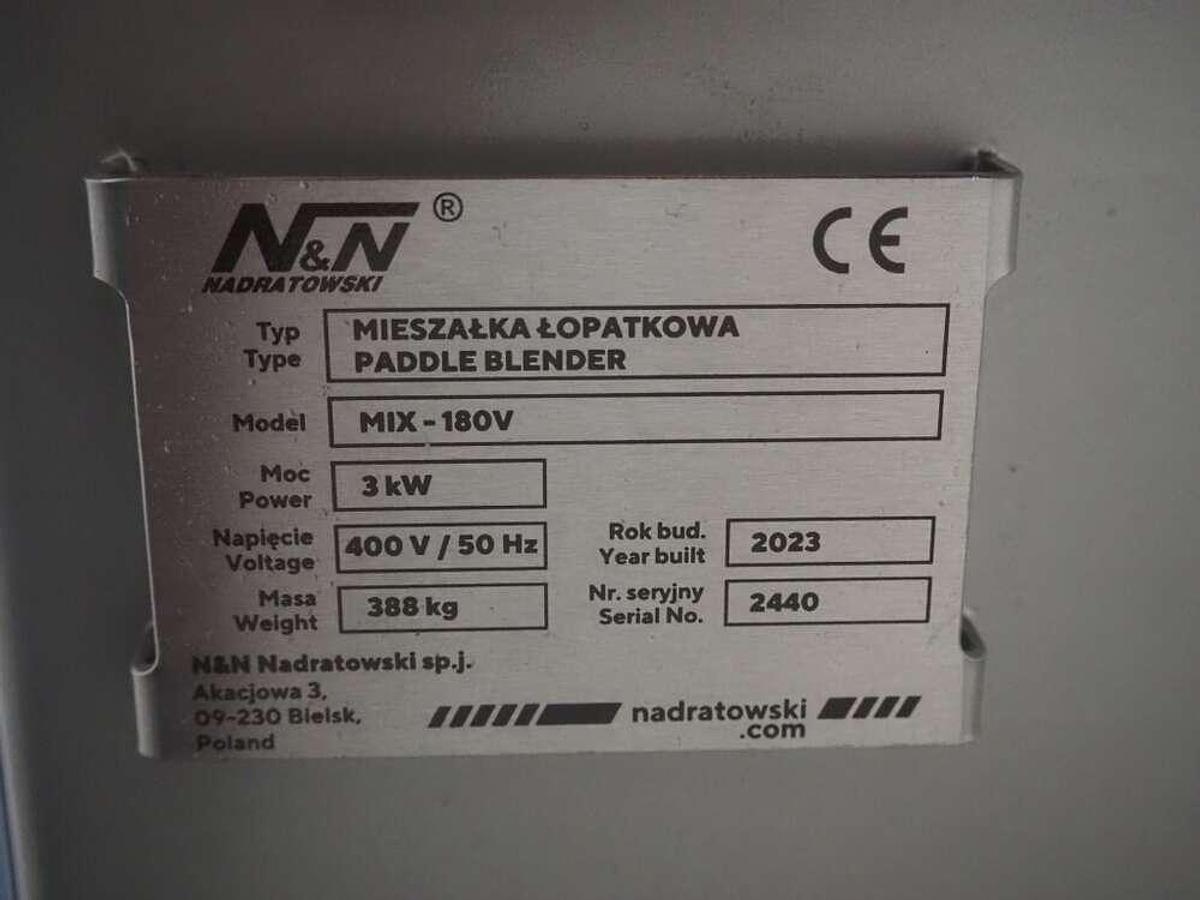 N&N ®
NADRATOWSKI
CE
Typ
Type
MIESZAŁKA ŁOPATKOWA
PADDLE BLENDER
Model
MIX - 180V
Moc
Power
3 kW
Napięcie
Voltage
400 V / 50 Hz
Rok bud.
Year built
2023
Masa
Weight
388 kg
Nr. seryjny
Serial No.
2440
N&N Nadratowski sp.j.
Akacjowa 3,
09-230 Bielsk,
Poland
nadratowski
.com